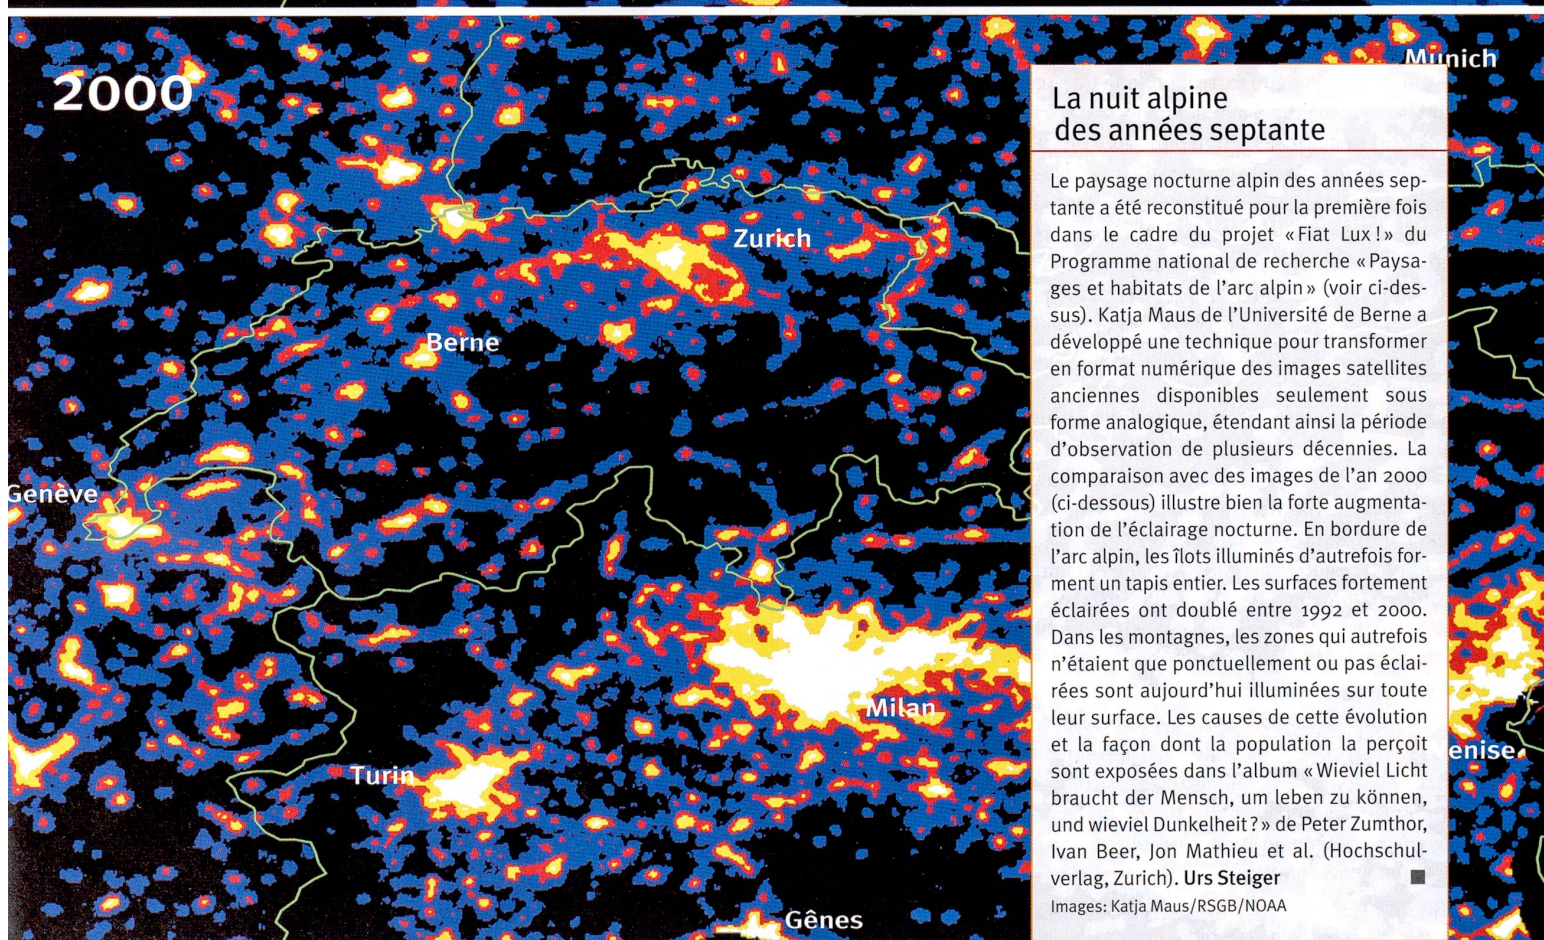 2000
Munich
Zurich
Berne
Genève
Milan
Turin
enise
Gênes
La nuit alpine
des années septante
Le paysage nocturne alpin des années sep-
tante a été reconstitué pour la première fois
dans le cadre du projet «Fiat Lux!» du
Programme national de recherche «Paysa-
ges et habitats de l'arc alpin» (voir ci-des-
sus). Katja Maus de l'Université de Berne a
développé une technique pour transformer
en format numérique des images satellites
anciennes disponibles seulement sous
forme analogique, étendant ainsi la période
d'observation de plusieurs décennies. La
comparaison avec des images de l'an 2000
(ci-dessous) illustre bien la forte augmenta-
tion de l'éclairage nocturne. En bordure de
l'arc alpin, les îlots illuminés d'autrefois for-
ment un tapis entier. Les surfaces fortement
éclairées ont doublé entre 1992 et 2000.
Dans les montagnes, les zones qui autrefois
n'étaient que ponctuellement ou pas éclai-
rées sont aujourd'hui illuminées sur toute
leur surface. Les causes de cette évolution
et la façon dont la population la perçoit
sont exposées dans l'album «Wieviel Licht
braucht der Mensch, um leben zu können,
und wieviel Dunkelheit?» de Peter Zumthor,
Ivan Beer, Jon Mathieu et al. (Hochschul-
verlag, Zurich). Urs Steiger
Images: Katja Maus/RSGB/NOAA